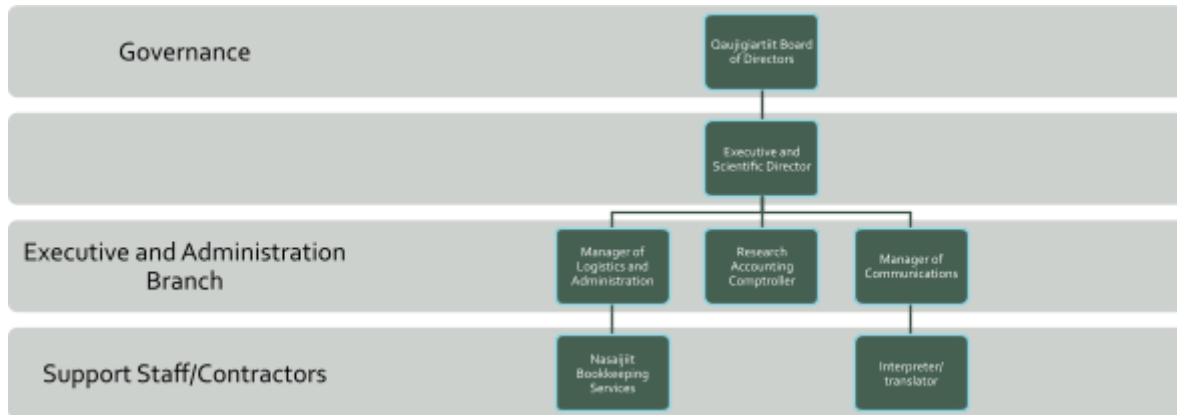 Governance
Qaujigiartiit Board
of Directors
Executive and
Scientific Director
Executive and Administration
Branch
Manager of
Logistics and
Administration
Research
Accounting
Comptroller
Manager of
Communications
Support Staff/Contractors
Nasaijiit
Bookkeeping
Services
Interpreter/
translator